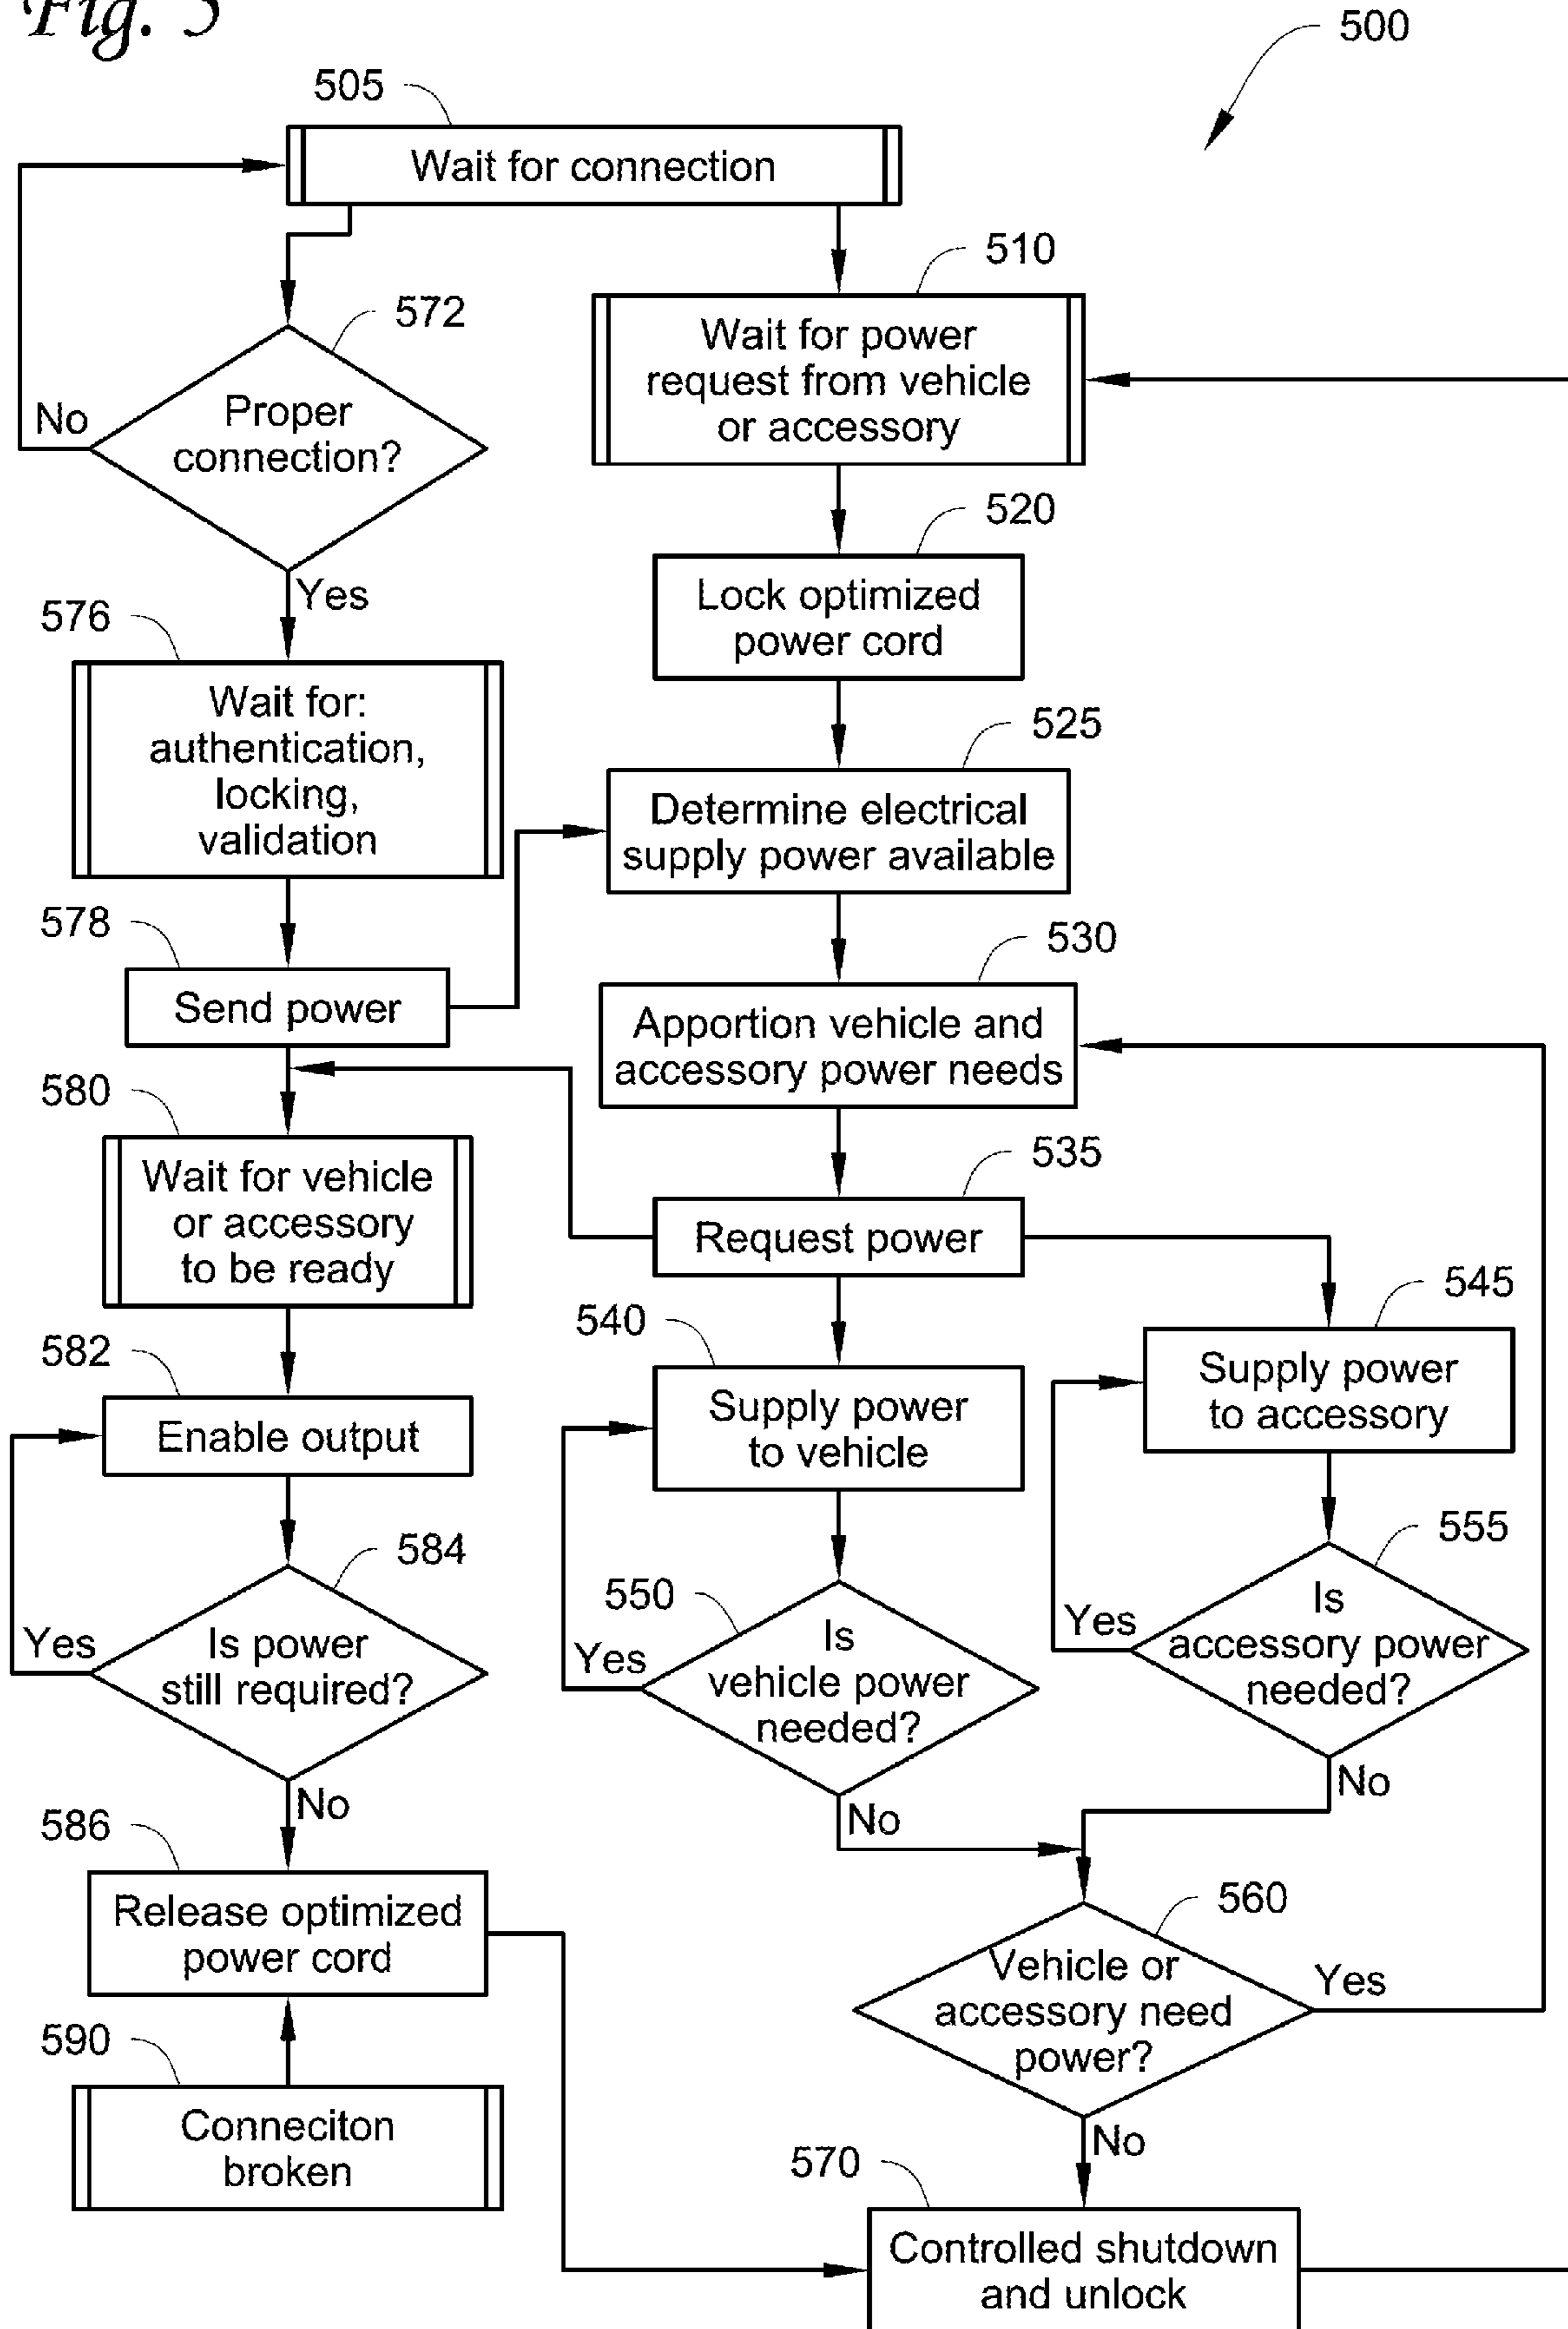 Fig. 5
500
505
Wait for connection
510
Wait for power
request from vehicle
or accessory
572
Proper
connection?
No
Yes
520
Lock optimized
power cord
576
Wait for:
authentication,
locking,
validation
525
Determine electrical
supply power available
578
Send power
530
Apportion vehicle and
accessory power needs
580
Wait for vehicle
or accessory
to be ready
535
Request power
540
Supply power
to vehicle
545
Supply power
to accessory
582
Enable output
584
Is power
still required?
Yes
No
550
Is
vehicle power
needed?
Yes
No
555
Is
accessory power
needed?
Yes
No
586
Release optimized
power cord
560
Vehicle or
accessory need
power?
Yes
No
590
Conneciton
broken
570
Controlled shutdown
and unlock